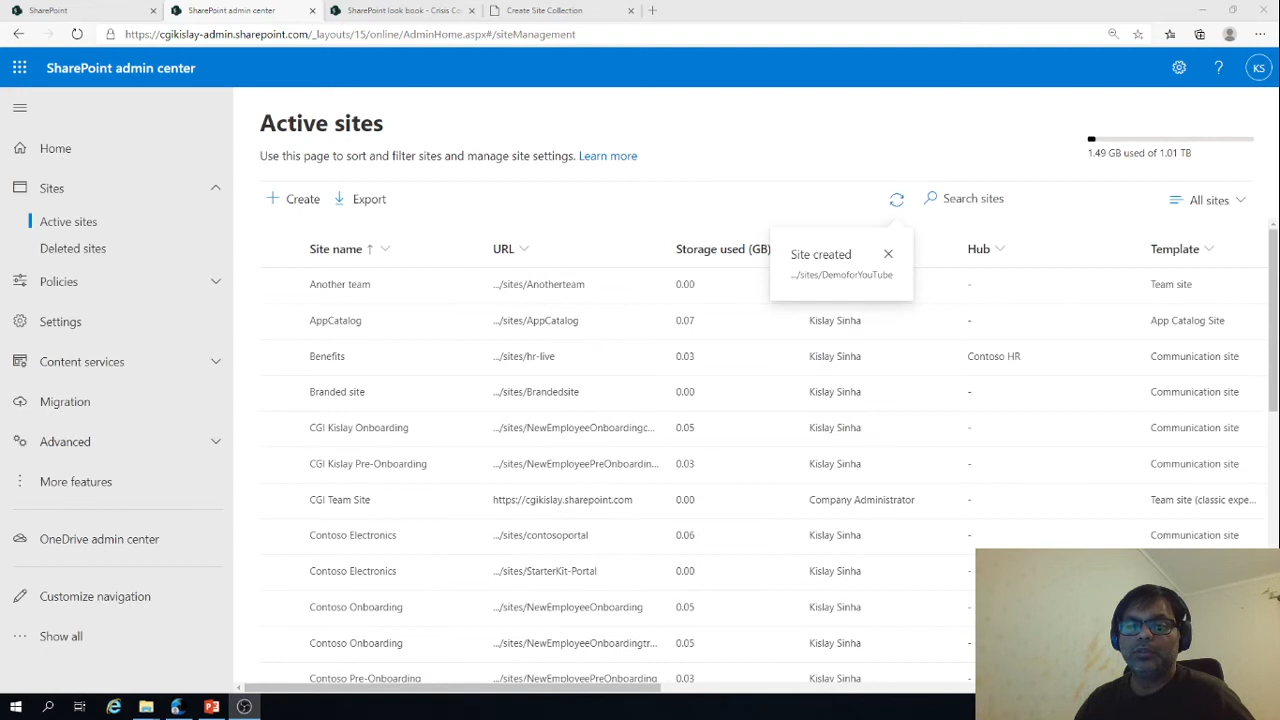 SharePoint
SharePoint admin center
SharePoint look book - Crisis Co
Create Site Collection
https://cgikislay-admin.sharepoint.com/_layouts/15/online/AdminHome.aspx#/siteManagement
SharePoint admin center
KS
Home
Sites
Active sites
Deleted sites
Policies
Settings
Content services
Migration
Advanced
More features
OneDrive admin center
Customize navigation
Show all
Active sites
Use this page to sort and filter sites and manage site settings. Learn more
1.49 GB used of 1.01 TB
Create Export Search sites All sites
Site name ↑ URL Storage used (GB) Hub Template
Site created
.../sites/DemoforYouTube
Another team .../sites/Anotherteam 0.00 - Team site
AppCatalog .../sites/AppCatalog 0.07 Kislay Sinha - App Catalog Site
Benefits .../sites/hr-live 0.03 Kislay Sinha Contoso HR Communication site
Branded site .../sites/Brandedsite 0.00 Kislay Sinha - Communication site
CGI Kislay Onboarding .../sites/NewEmployeeOnboardingc... 0.05 Kislay Sinha - Communication site
CGI Kislay Pre-Onboarding .../sites/NewEmployeePreOnboardin... 0.03 Kislay Sinha - Communication site
CGI Team Site https://cgikislay.sharepoint.com 0.00 Company Administrator - Team site (classic expe...
Contoso Electronics .../sites/contosoportal 0.06 Kislay Sinha - Communication site
Contoso Electronics .../sites/StarterKit-Portal 0.00 Kislay Sinha -
Contoso Onboarding .../sites/NewEmployeeOnboarding 0.05 Kislay Sinha -
Contoso Onboarding .../sites/NewEmployeeOnboardingtr... 0.05 Kislay Sinha -
Contoso Pre-Onboarding .../sites/NewEmployeePreOnboarding 0.03 Kislay Sinha -